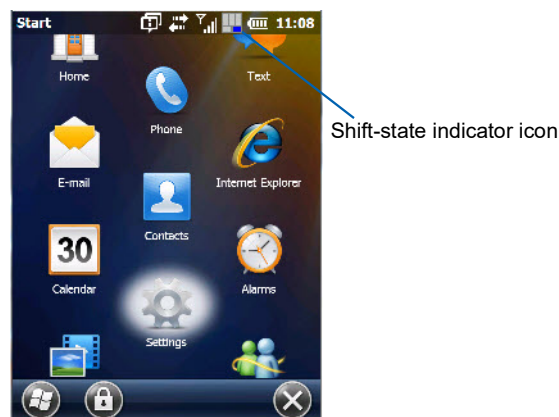 Start 11:08
Home
Text
Phone
Shift-state indicator icon
E-mail
Internet Explorer
Contacts
30
Calendar
Alarms
Settings